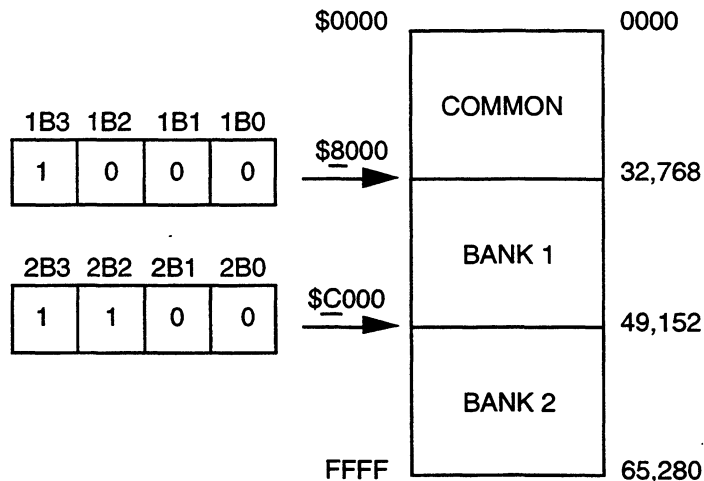 $0000
0000
COMMON
1B3 1B2 1B1 1B0
1 0 0 0
$8000
32,768
BANK 1
2B3 2B2 2B1 2B0
1 1 0 0
$C000
49,152
BANK 2
FFFF
65,280